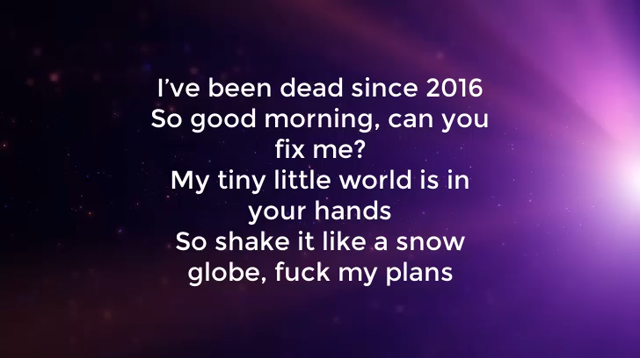 I’ve been dead since 2016
So good morning, can you
fix me?
My tiny little world is in
your hands
So shake it like a snow
globe, fuck my plans